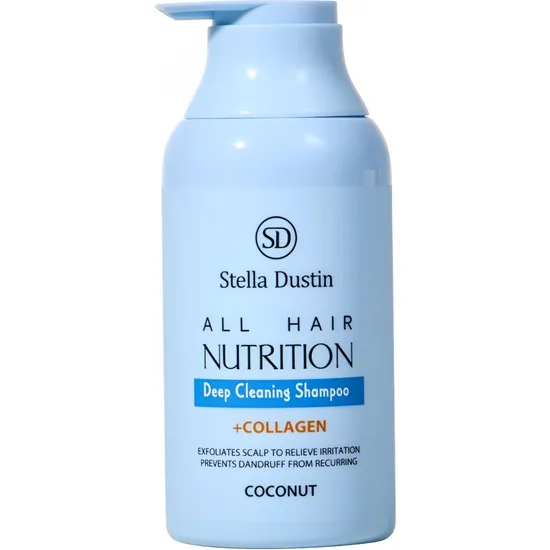 SD
Stella Dustin
ALL HAIR
NUTRITION
Deep Cleaning Shampoo
+COLLAGEN
EXFOLIATES SCALP TO RELIEVE IRRITATION
PREVENTS DANDRUFF FROM RECURRING
COCONUT